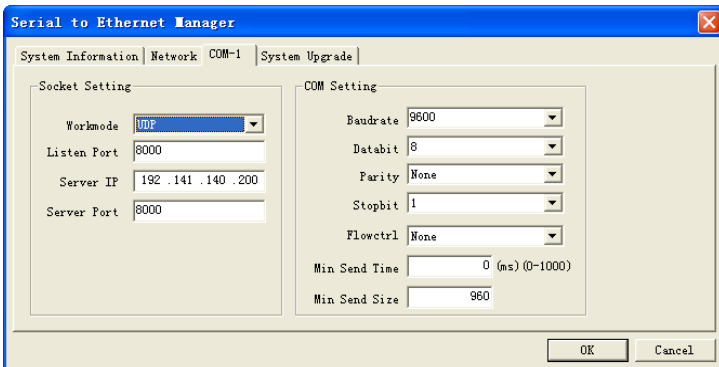 Serial to Ethernet Manager
System Information Network COM-1 System Upgrade
Socket Setting
Workmode UDP
Listen Port 8000
Server IP 192 .141 .140 .200
Server Port 8000
COM Setting
Baudrate 9600
Databit 8
Parity None
Stopbit 1
Flowctrl None
Min Send Time 0 (ms)(0-1000)
Min Send Size 960
OK Cancel